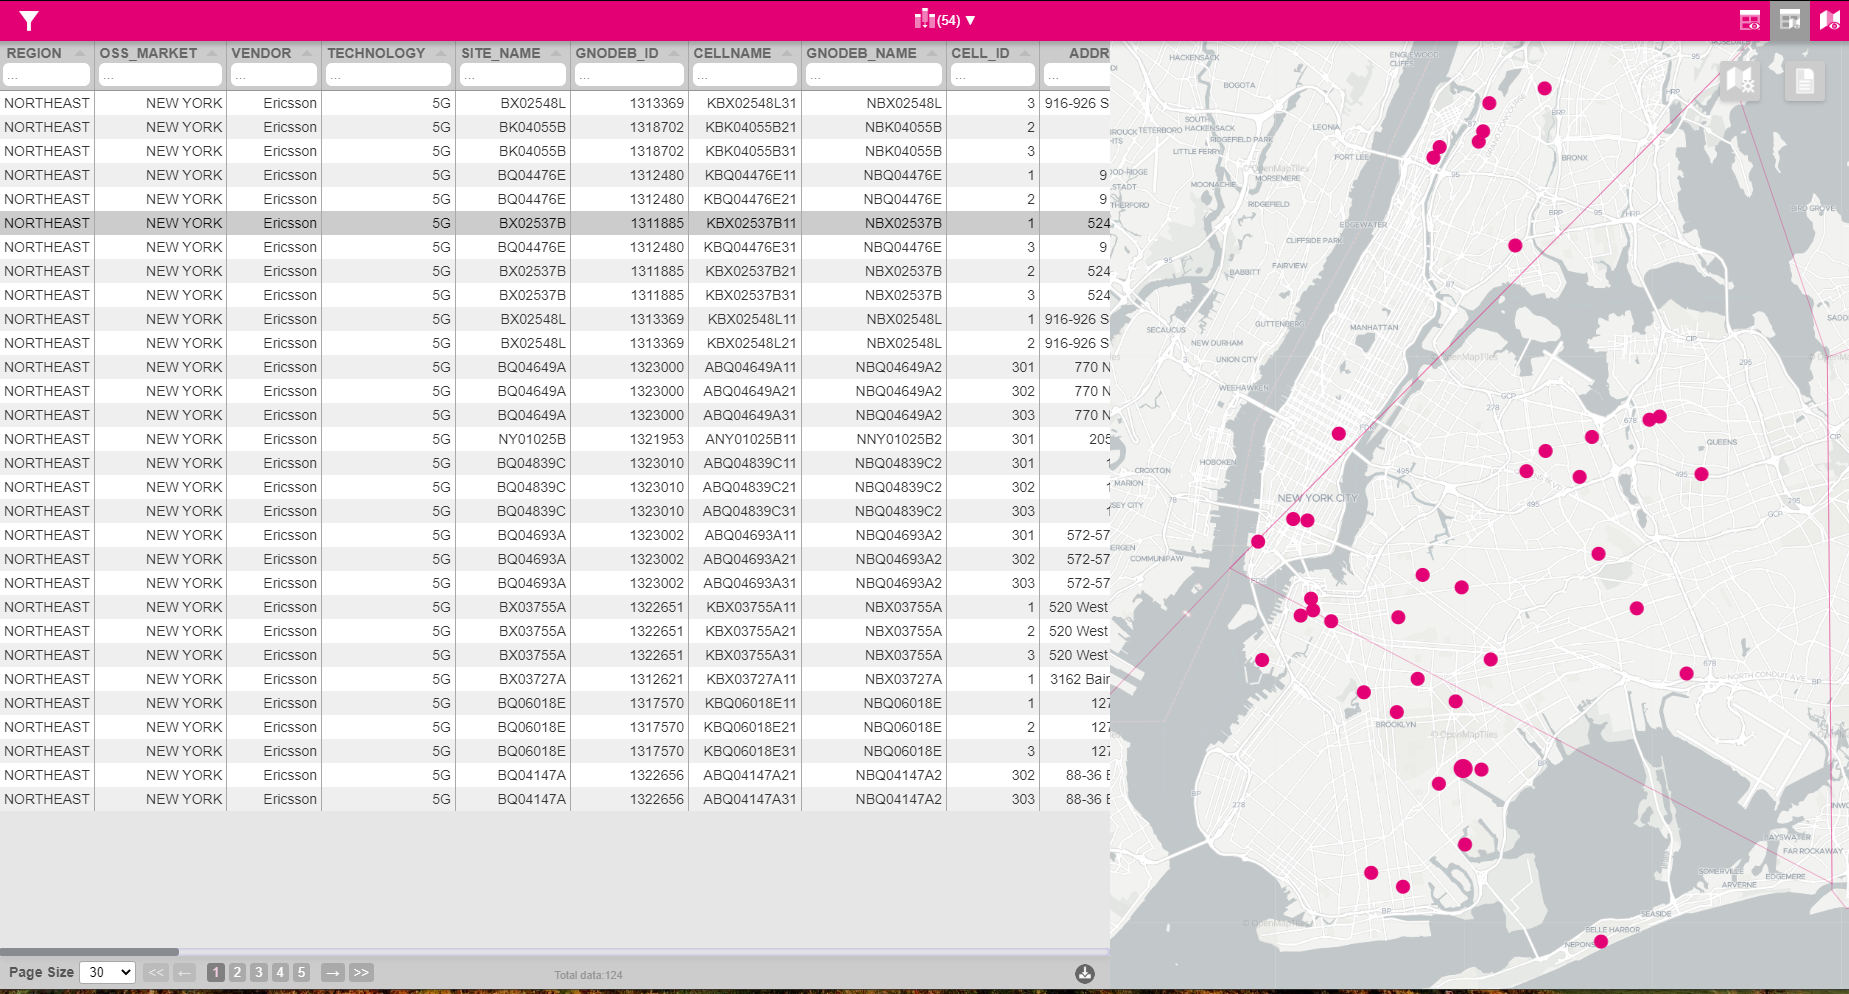 (54) ▼
REGION OSS_MARKET VENDOR TECHNOLOGY SITE_NAME GNODEB_ID CELLNAME GNODEB_NAME CELL_ID ADDR
... ... ... ... ... ... ... ... ... ...
NORTHEAST NEW YORK Ericsson 5G BX02548L 1313369 KBX02548L31 NBX02548L 3 916-926 S
NORTHEAST NEW YORK Ericsson 5G BK04055B 1318702 KBK04055B21 NBK04055B 2
NORTHEAST NEW YORK Ericsson 5G BK04055B 1318702 KBK04055B31 NBK04055B 3
NORTHEAST NEW YORK Ericsson 5G BQ04476E 1312480 KBQ04476E11 NBQ04476E 1 9
NORTHEAST NEW YORK Ericsson 5G BQ04476E 1312480 KBQ04476E21 NBQ04476E 2 9
NORTHEAST NEW YORK Ericsson 5G BX02537B 1311885 KBX02537B11 NBX02537B 1 524
NORTHEAST NEW YORK Ericsson 5G BQ04476E 1312480 KBQ04476E31 NBQ04476E 3 9
NORTHEAST NEW YORK Ericsson 5G BX02537B 1311885 KBX02537B21 NBX02537B 2 524
NORTHEAST NEW YORK Ericsson 5G BX02537B 1311885 KBX02537B31 NBX02537B 3 524
NORTHEAST NEW YORK Ericsson 5G BX02548L 1313369 KBX02548L11 NBX02548L 1 916-926 S
NORTHEAST NEW YORK Ericsson 5G BX02548L 1313369 KBX02548L21 NBX02548L 2 916-926 S
NORTHEAST NEW YORK Ericsson 5G BQ04649A 1323000 ABQ04649A11 NBQ04649A2 301 770 N
NORTHEAST NEW YORK Ericsson 5G BQ04649A 1323000 ABQ04649A21 NBQ04649A2 302 770 N
NORTHEAST NEW YORK Ericsson 5G BQ04649A 1323000 ABQ04649A31 NBQ04649A2 303 770 N
NORTHEAST NEW YORK Ericsson 5G NY01025B 1321953 ANY01025B11 NNY01025B2 301 205
NORTHEAST NEW YORK Ericsson 5G BQ04839C 1323010 ABQ04839C11 NBQ04839C2 301 1
NORTHEAST NEW YORK Ericsson 5G BQ04839C 1323010 ABQ04839C21 NBQ04839C2 302 1
NORTHEAST NEW YORK Ericsson 5G BQ04839C 1323010 ABQ04839C31 NBQ04839C2 303 1
NORTHEAST NEW YORK Ericsson 5G BQ04693A 1323002 ABQ04693A11 NBQ04693A2 301 572-57
NORTHEAST NEW YORK Ericsson 5G BQ04693A 1323002 ABQ04693A21 NBQ04693A2 302 572-57
NORTHEAST NEW YORK Ericsson 5G BQ04693A 1323002 ABQ04693A31 NBQ04693A2 303 572-57
NORTHEAST NEW YORK Ericsson 5G BX03755A 1322651 KBX03755A11 NBX03755A 1 520 West
NORTHEAST NEW YORK Ericsson 5G BX03755A 1322651 KBX03755A21 NBX03755A 2 520 West
NORTHEAST NEW YORK Ericsson 5G BX03755A 1322651 KBX03755A31 NBX03755A 3 520 West
NORTHEAST NEW YORK Ericsson 5G BX03727A 1312621 KBX03727A11 NBX03727A 1 3162 Bain
NORTHEAST NEW YORK Ericsson 5G BQ06018E 1317570 KBQ06018E11 NBQ06018E 1 127
NORTHEAST NEW YORK Ericsson 5G BQ06018E 1317570 KBQ06018E21 NBQ06018E 2 127
NORTHEAST NEW YORK Ericsson 5G BQ06018E 1317570 KBQ06018E31 NBQ06018E 3 127
NORTHEAST NEW YORK Ericsson 5G BQ04147A 1322656 ABQ04147A21 NBQ04147A2 302 88-36 E
NORTHEAST NEW YORK Ericsson 5G BQ04147A 1322656 ABQ04147A31 NBQ04147A2 303 88-36 E
Page Size 30 << ← 1 2 3 4 5 → >> Total data:124
HACKENSACK
ENGLEWOOD
CLIFFS
BOGOTA
SOUTH
HACKENSACK
TETERBORO
LEONIA
RIDGEFIELD PARK
LITTLE FERRY
FORT LEE
BRONX
© OpenMapTiles
MORSEMERE
MOONACHIE
RIDGEFIELD
BIRD GROVE
EDGEWATER
CLIFFSIDE PARK
FAIRVIEW
BABBITT
GUTTENBERG
SECAUCUS
MANHATTAN
NEW DURHAM
UNION CITY
WEEHAWKEN
QUEENS
HOBOKEN
CROXTON
MARION
NEW YORK CITY
COMMUNIPAW
NORTH CONDUIT AVE
BROOKLYN
© OpenMapTiles
BAYSWATER
FAR ROCKAWAY
SOMERVILLE
EDGEMERE
ARVERNE
SEASIDE
© OpenMapTiles
BELLE HARBOR
NEPONS